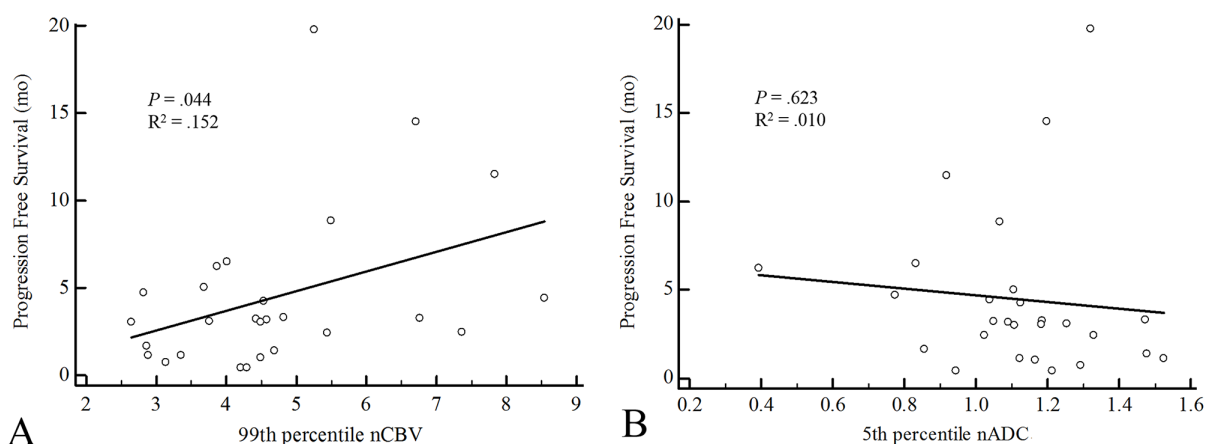 20
15
10
5
0
Progression Free Survival (mo)
P = .044
R² = .152
2 3 4 5 6 7 8 9
99th percentile nCBV
A
20
15
10
5
0
Progression Free Survival (mo)
P = .623
R² = .010
0.2 0.4 0.6 0.8 1.0 1.2 1.4 1.6
5th percentile nADC
B